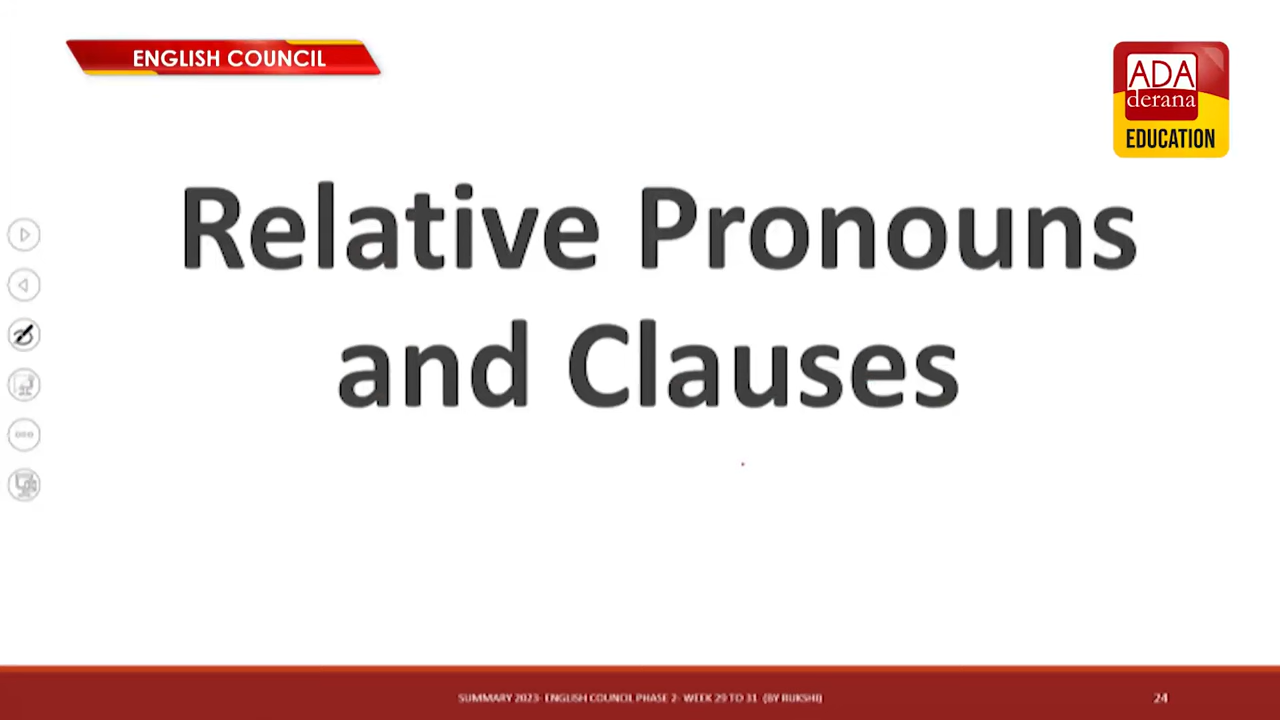 ENGLISH COUNCIL
ADA
derana
EDUCATION
Relative Pronouns
and Clauses
SUMMARY 2023- ENGLISH COUNCIL PHASE 2- WEEK 29 TO 31 (BY RUKSHI)
24